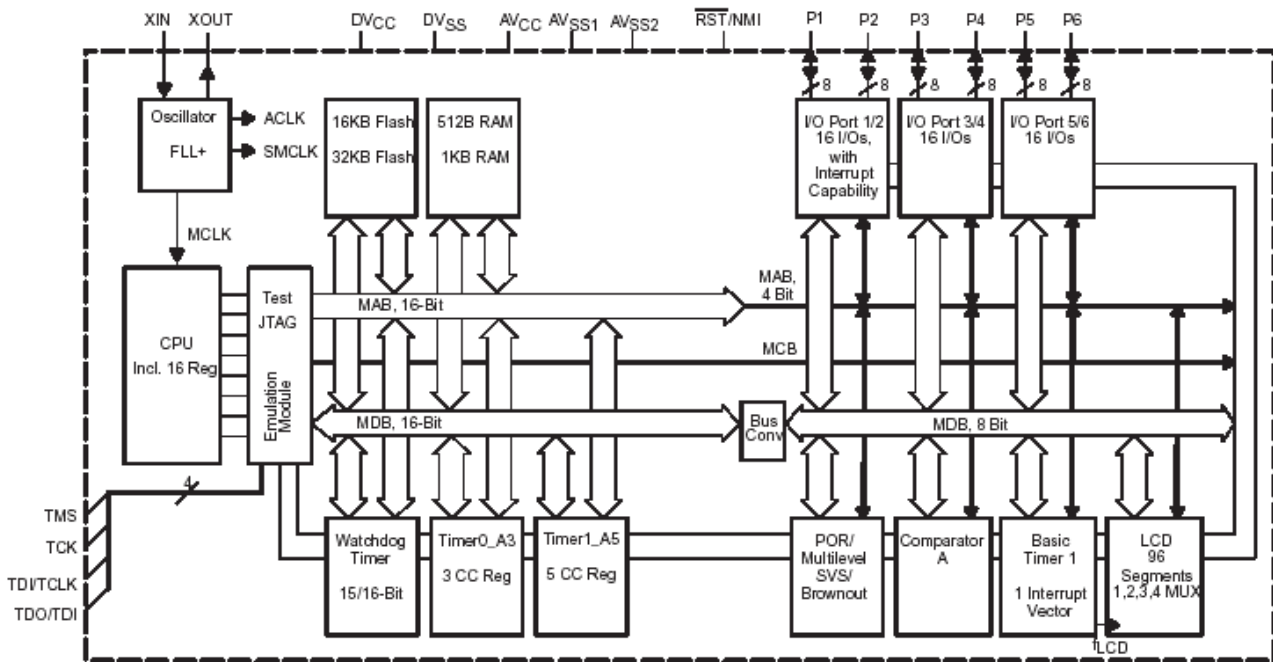 XIN XOUT DVCC DVSS AVCC AVSS1 AVSS2 RST/NMI P1 P2 P3 P4 P5 P6
8 8 8 8 8 8
Oscillator
FLL+
ACLK
SMCLK
16KB Flash
32KB Flash
512B RAM
1KB RAM
I/O Port 1/2
16 I/Os,
with
Interrupt
Capability
I/O Port 3/4
16 I/Os
I/O Port 5/6
16 I/Os
MCLK
CPU
Incl. 16 Reg
Test
JTAG
Emulation
Module
MAB, 16-Bit
MAB,
4 Bit
MCB
MDB, 16-Bit
Bus
Conv
MDB, 8 Bit
4
TMS
TCK
TDI/TCLK
TDO/TDI
Watchdog
Timer
15/16-Bit
Timer0_A3
3 CC Reg
Timer1_A5
5 CC Reg
POR/
Multilevel
SVS/
Brownout
Comparator
A
Basic
Timer 1
1 Interrupt
Vector
LCD
96
Segments
1,2,3,4 MUX
fLCD